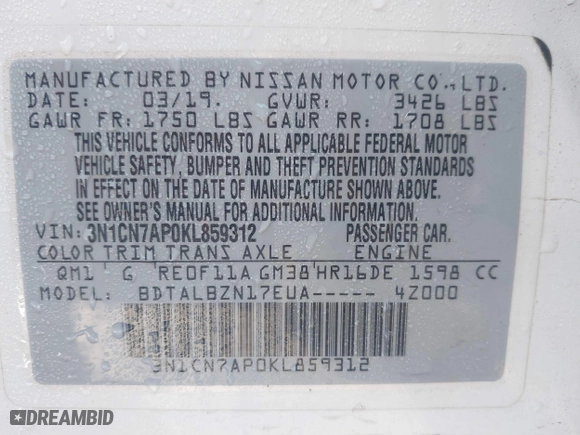 MANUFACTURED BY NISSAN MOTOR CO., LTD.
DATE: 03/19. GVWR: 3426 LBS
GAWR FR: 1750 LBS GAWR RR: 1708 LBS
THIS VEHICLE CONFORMS TO ALL APPLICABLE FEDERAL MOTOR
VEHICLE SAFETY, BUMPER AND THEFT PREVENTION STANDARDS
IN EFFECT ON THE DATE OF MANUFACTURE SHOWN ABOVE.
SEE OWNER'S MANUAL FOR ADDITIONAL INFORMATION
VIN: 3N1CN7AP0KL859312 PASSENGER CAR.
COLOR TRIM TRANS AXLE ENGINE
QM1 G RE0F11A GM38 HR16DE 1598 CC
MODEL: BDTALBZN17EUA----- 4Z000
3N1CN7AP0KL859312
DREAMBID